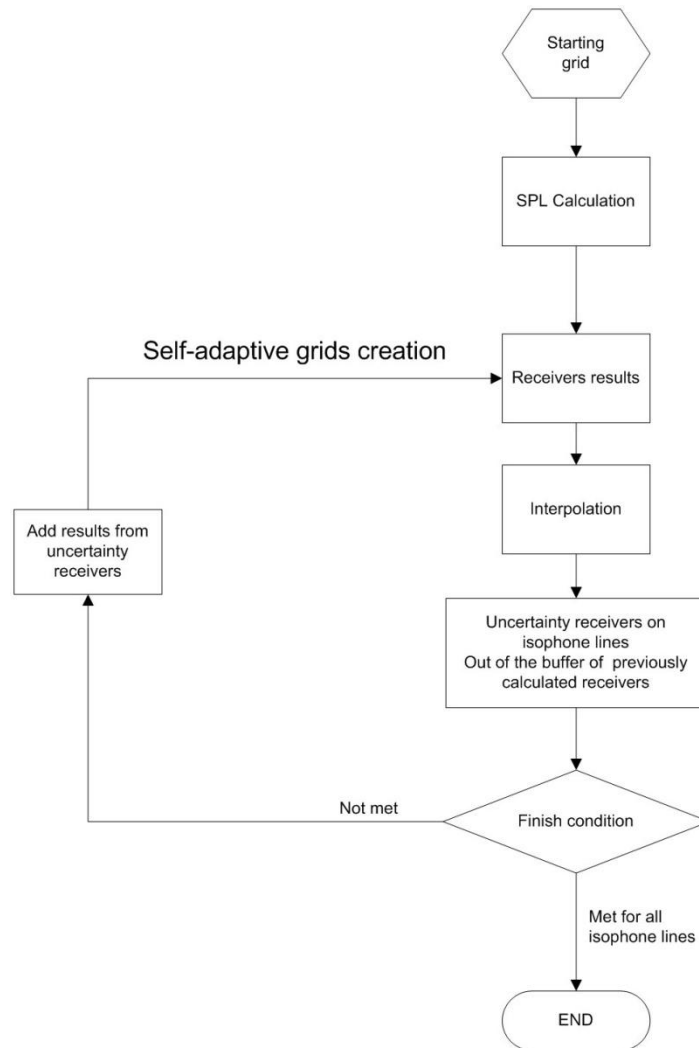 Starting
grid
SPL Calculation
Self-adaptive grids creation
Receivers results
Interpolation
Add results from
uncertainty
receivers
Uncertainty receivers on
isophone lines
Out of the buffer of previously
calculated receivers
Not met
Finish condition
Met for all
isophone lines
END